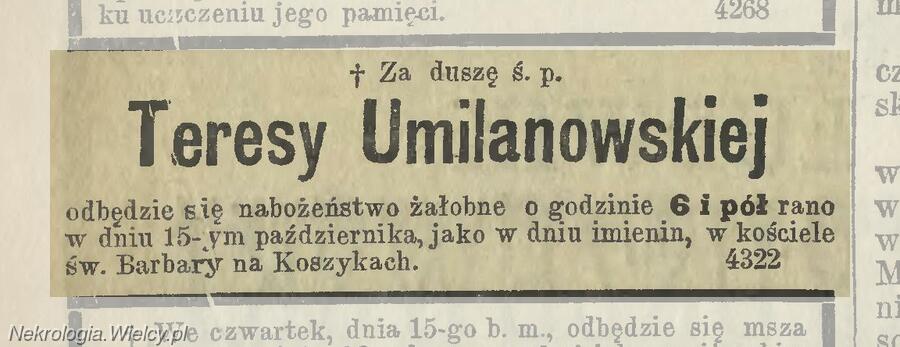 ku uczczeniu jego pamięci. 4268
† Za duszę ś. p.
Teresy Umilanowskiej
odbędzie się nabożeństwo żałobne o godzinie 6 i pół rano
w dniu 15-ym października, jako w dniu imienin, w kościele
św. Barbary na Koszykach. 4322
We czwartek, dnia 15-go b. m., odbędzie się msza
Nekrologia.Wielcy.pl